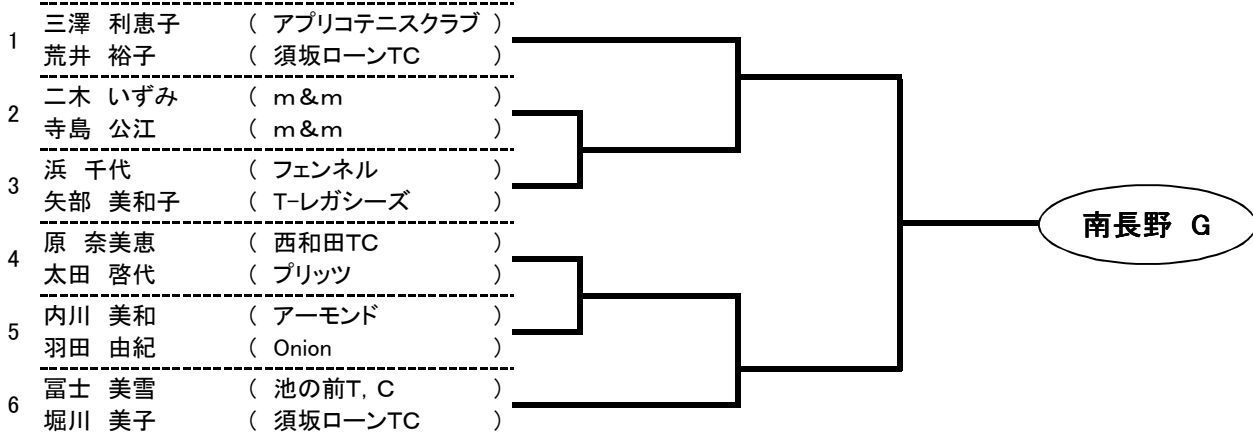 1
三澤 利恵子 ( アプリコテニスクラブ )
荒井 裕子 ( 須坂ローンTC )
2
二木 いずみ ( m&m )
寺島 公江 ( m&m )
3
浜 千代 ( フェンネル )
矢部 美和子 ( T-レガシーズ )
4
原 奈美恵 ( 西和田TC )
太田 啓代 ( プリッツ )
5
内川 美和 ( アーモンド )
羽田 由紀 ( Onion )
6
冨士 美雪 ( 池の前T, C )
堀川 美子 ( 須坂ローンTC )
南長野 G